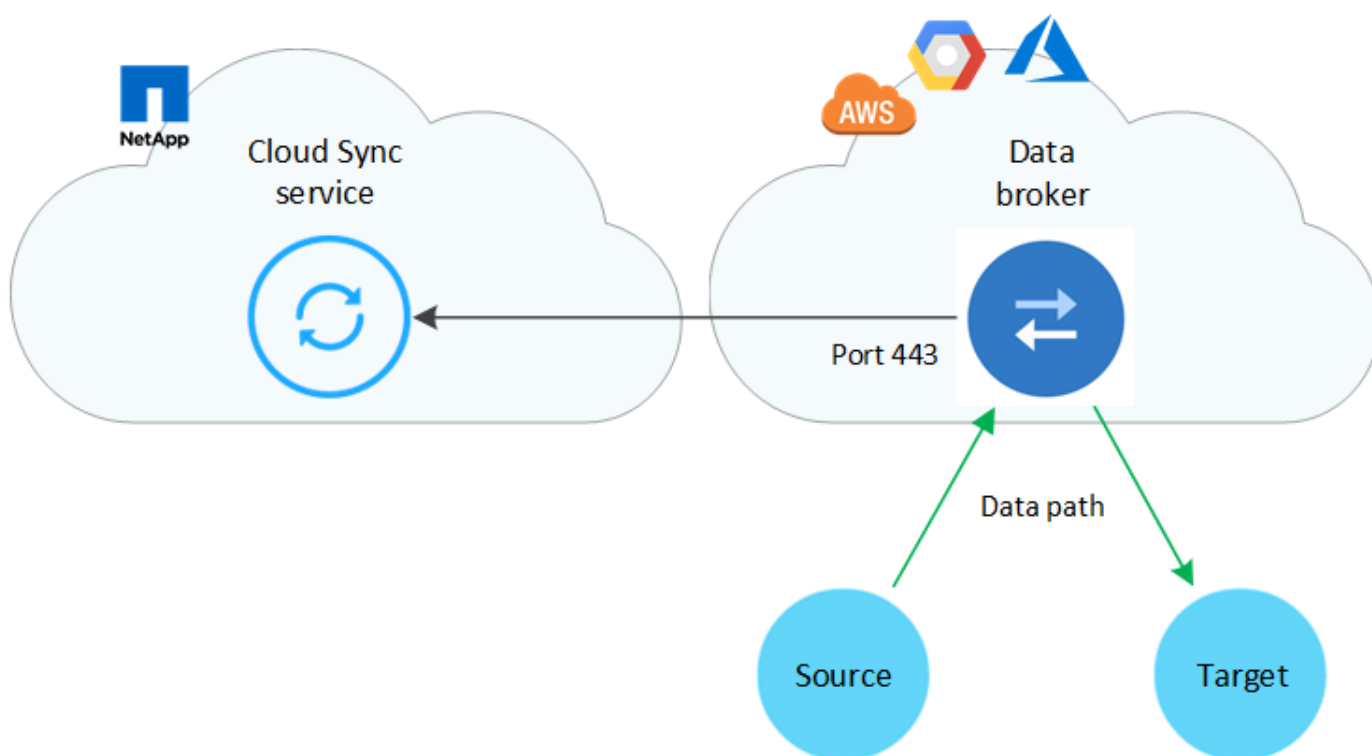 NetApp
Cloud Sync
service
AWS
Data
broker
Port 443
Data path
Source
Target